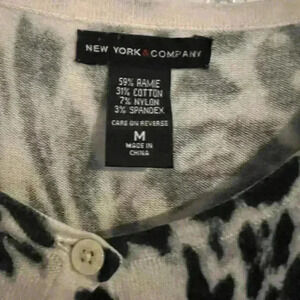 NEW YORK & COMPANY
59% RAMIE
31% COTTON
7% NYLON
3% SPANDEX
CARE ON REVERSE
M
MADE IN
CHINA